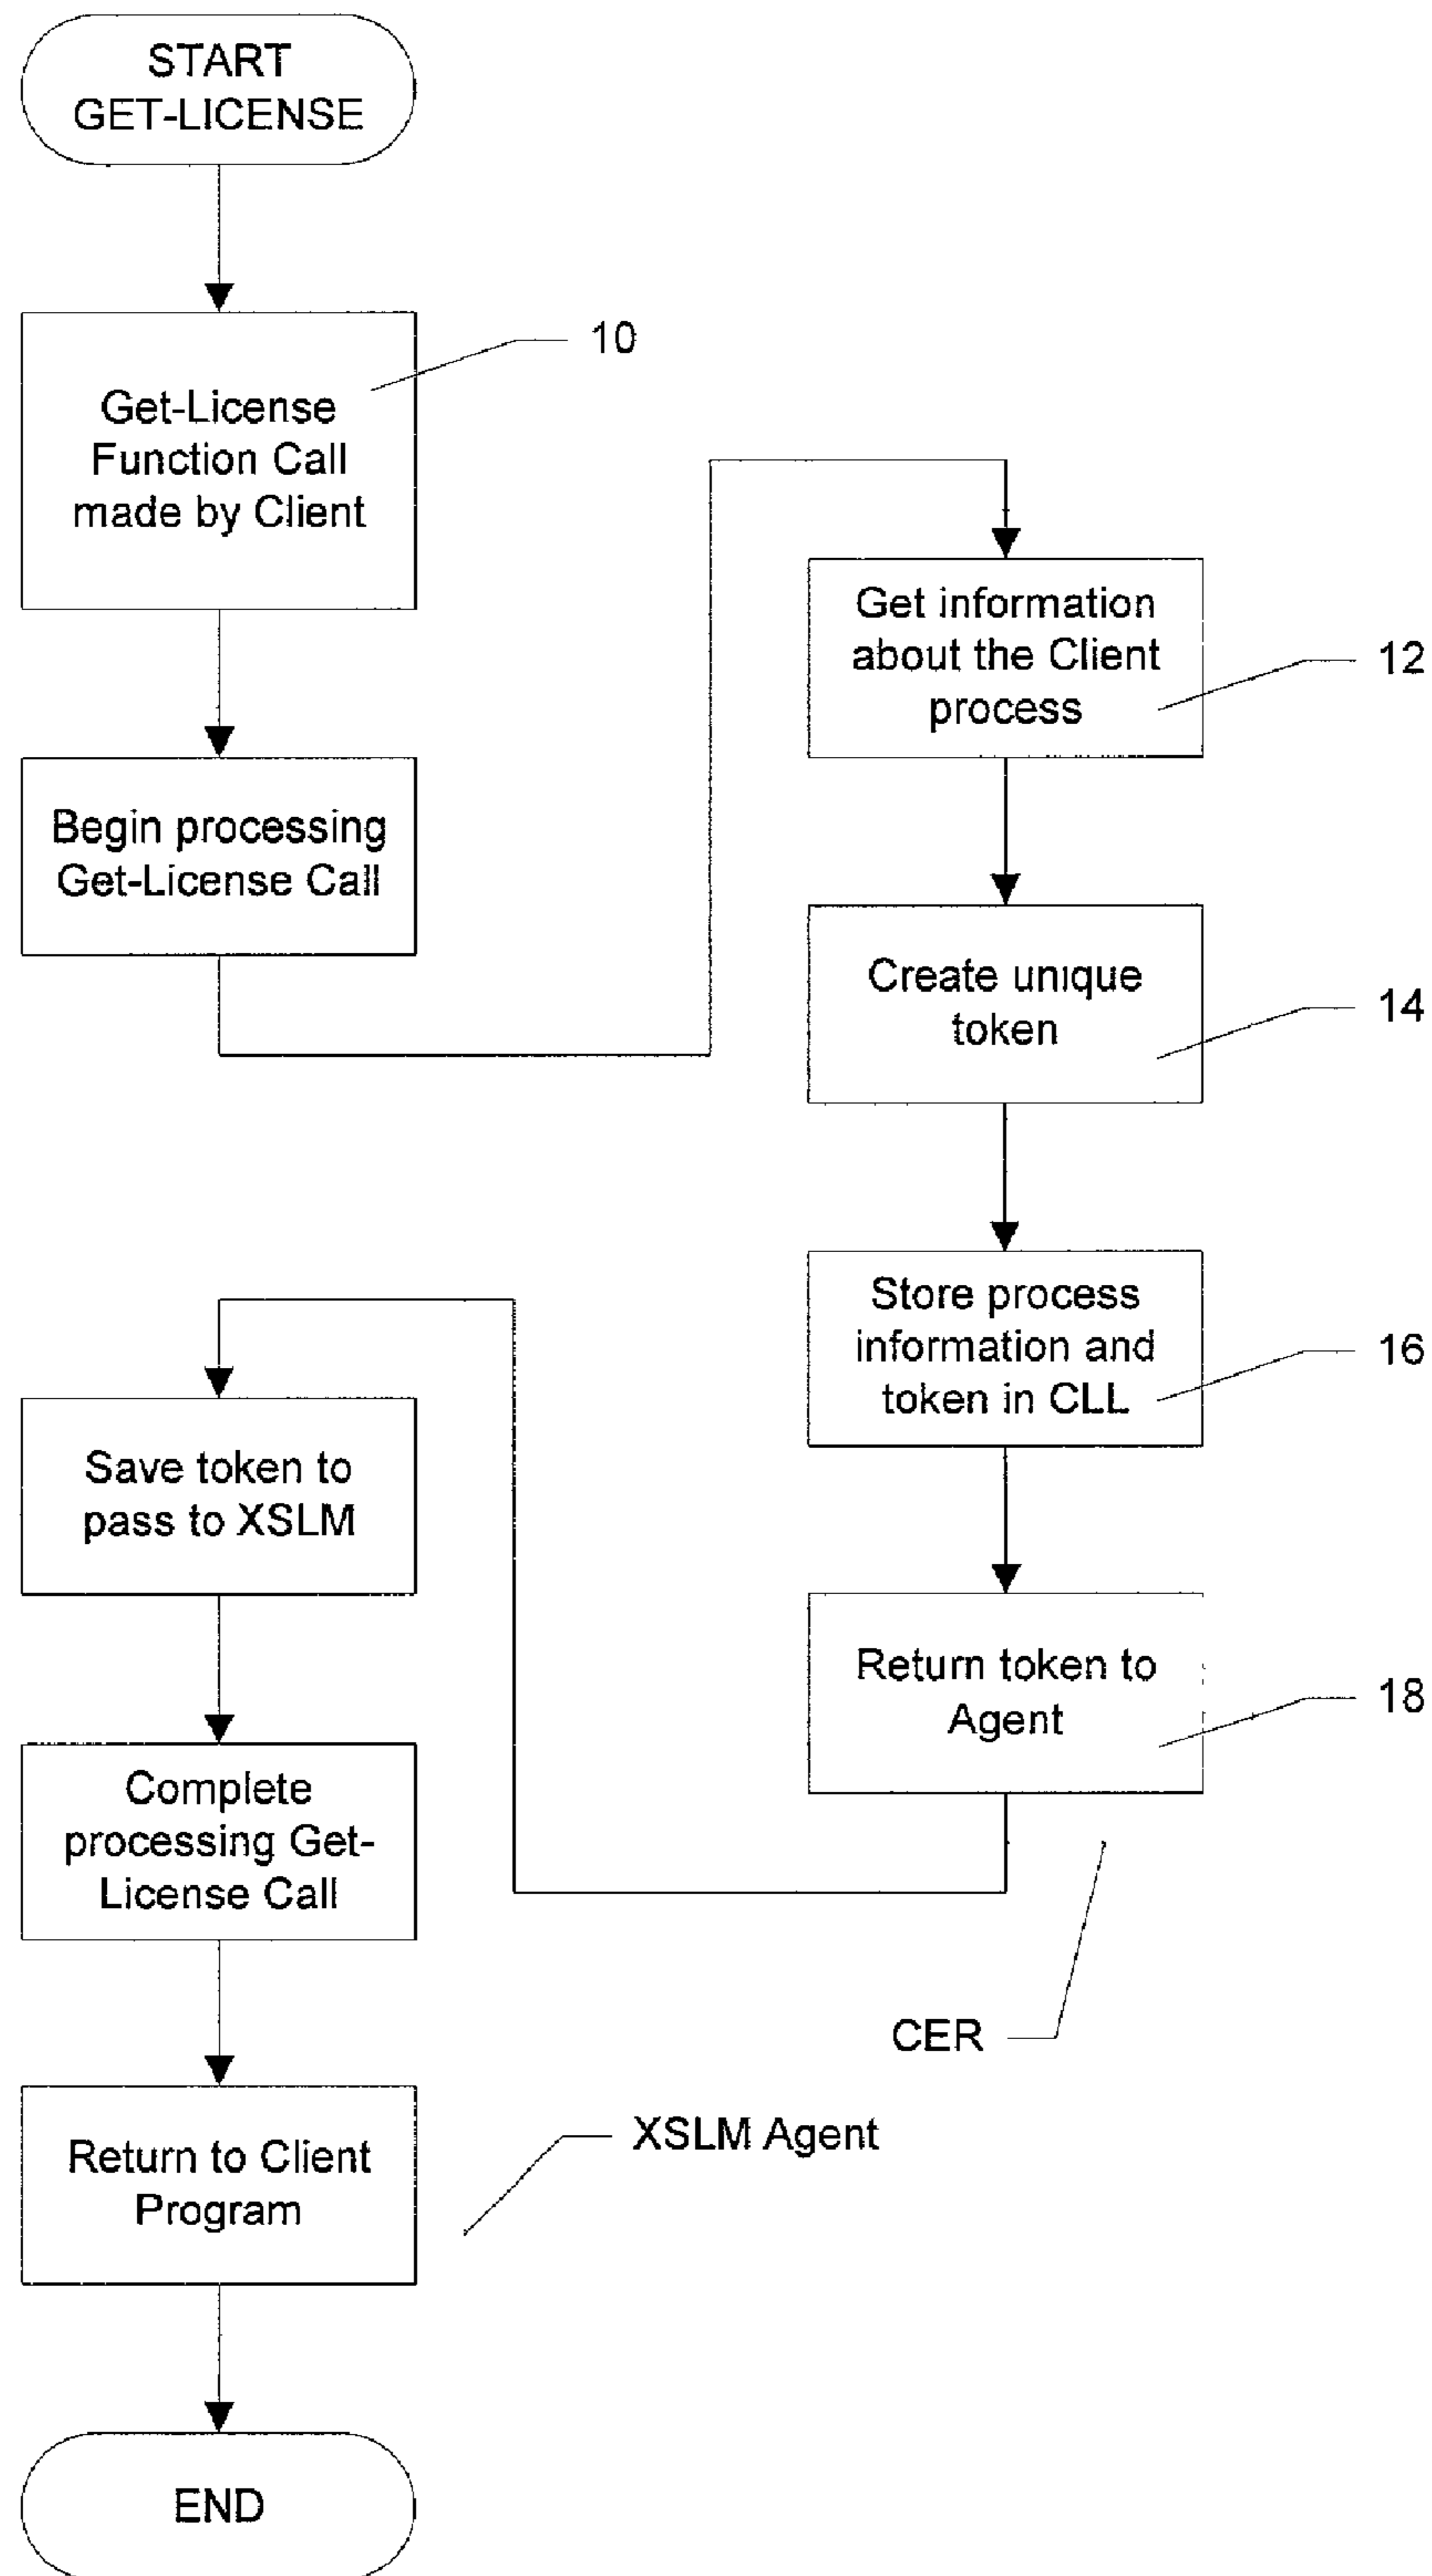 START
GET-LICENSE
Get-License
Function Call
made by Client
10
Begin processing
Get-License Call
Get information
about the Client
process
12
Create unique
token
14
Store process
information and
token in CLL
16
Return token to
Agent
18
CER
Save token to
pass to XSLM
Complete
processing Get-
License Call
Return to Client
Program
XSLM Agent
END